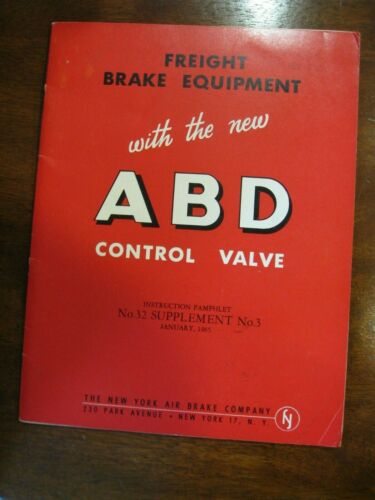 FREIGHT
BRAKE EQUIPMENT
with the new
ABD
CONTROL VALVE
INSTRUCTION PAMPHLET
No. 32 SUPPLEMENT No. 3
JANUARY, 1965
THE NEW YORK AIR BRAKE COMPANY
230 PARK AVENUE • NEW YORK 17, N. Y.